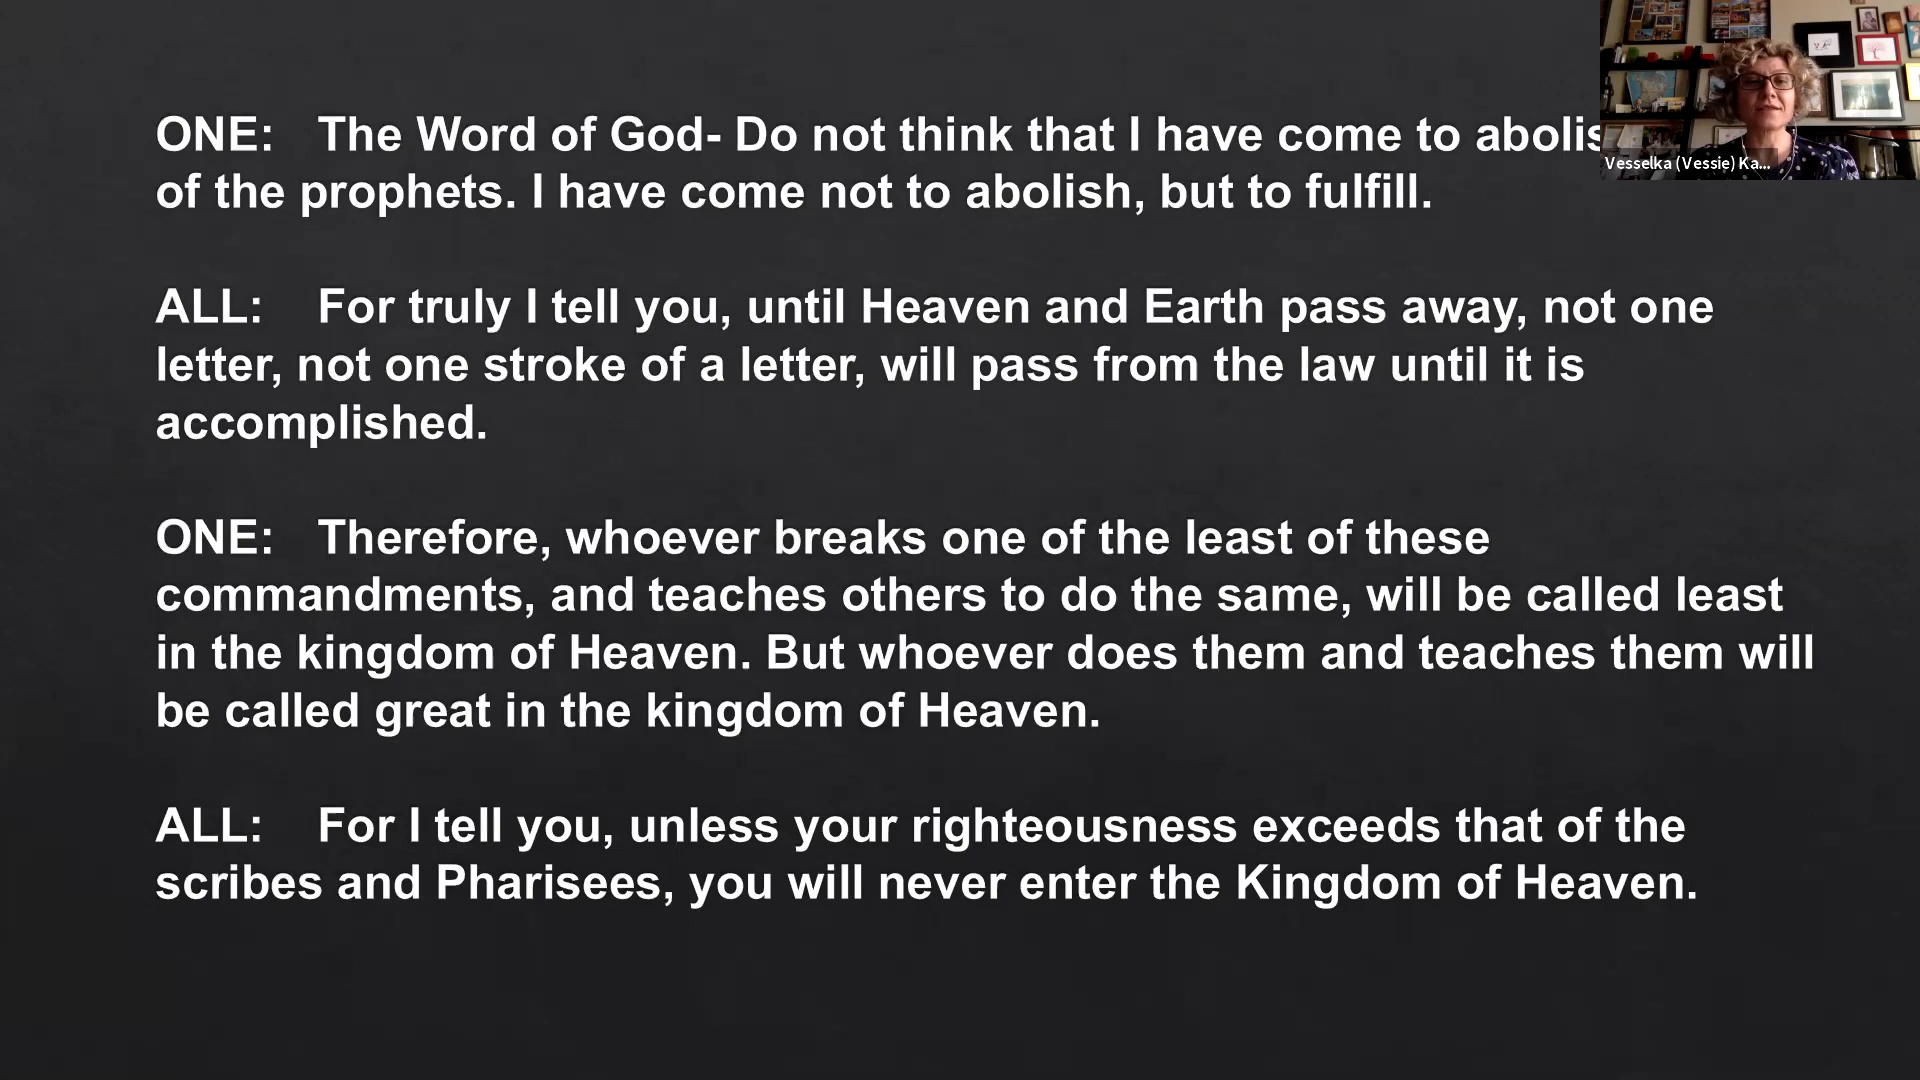 ONE: The Word of God- Do not think that I have come to
of the prophets. I have come not to abolish, but to fulfill.
ALL: For truly I tell you, until Heaven and Earth pass away, not one
letter, not one stroke of a letter, will pass from the law until it is
accomplished.
ONE: Therefore, whoever breaks one of the least of these
commandments, and teaches others to do the same, will be called least
in the kingdom of Heaven. But whoever does them and teaches them will
be called great in the kingdom of Heaven.
ALL: For I tell you, unless your righteousness exceeds that of the
scribes and Pharisees, you will never enter the Kingdom of Heaven.
Vesselka (Vessie) Ka...